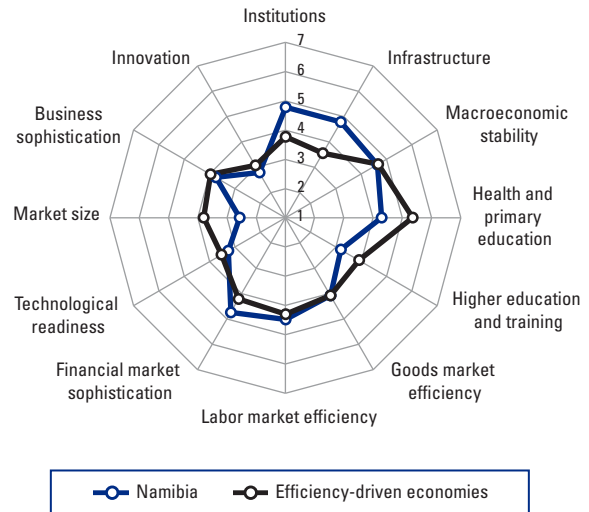 Institutions
7
Innovation
Infrastructure
6
5
Business
sophistication
Macroeconomic
stability
4
3
2
Market size
1
Health and
primary
education
Technological
readiness
Higher education
and training
Financial market
sophistication
Goods market
efficiency
Labor market efficiency
Namibia
Efficiency-driven economies